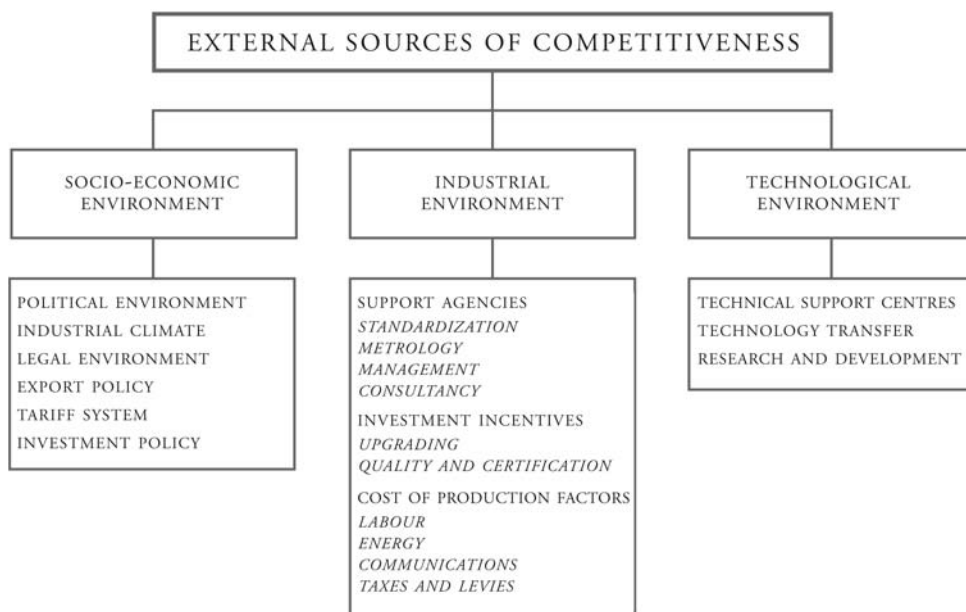 EXTERNAL SOURCES OF COMPETITIVENESS
SOCIO-ECONOMIC
ENVIRONMENT
POLITICAL ENVIRONMENT
INDUSTRIAL CLIMATE
LEGAL ENVIRONMENT
EXPORT POLICY
TARIFF SYSTEM
INVESTMENT POLICY
INDUSTRIAL
ENVIRONMENT
SUPPORT AGENCIES
STANDARDIZATION
METROLOGY
MANAGEMENT
CONSULTANCY
INVESTMENT INCENTIVES
UPGRADING
QUALITY AND CERTIFICATION
COST OF PRODUCTION FACTORS
LABOUR
ENERGY
COMMUNICATIONS
TAXES AND LEVIES
TECHNOLOGICAL
ENVIRONMENT
TECHNICAL SUPPORT CENTRES
TECHNOLOGY TRANSFER
RESEARCH AND DEVELOPMENT